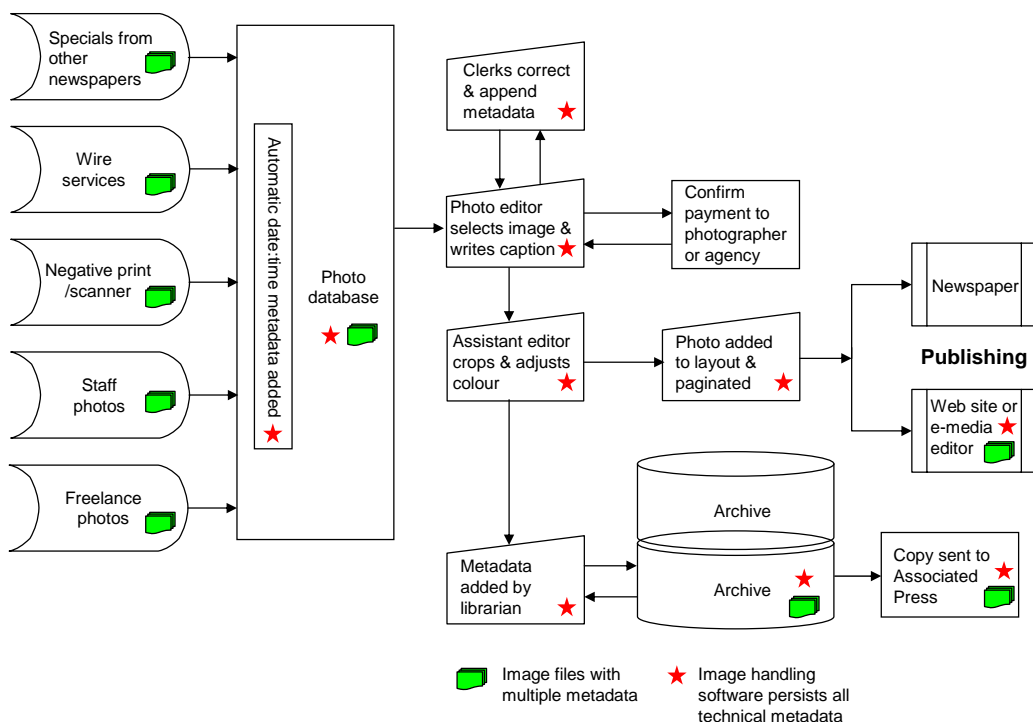 Specials from
other
newspapers
Wire
services
Negative print
/scanner
Staff
photos
Freelance
photos
Automatic date:time metadata added
Photo
database
Clerks correct
& append
metadata
Photo editor
selects image &
writes caption
Confirm
payment to
photographer
or agency
Assistant editor
crops & adjusts
colour
Photo added
to layout &
paginated
Newspaper
Publishing
Web site or
e-media
editor
Archive
Metadata
added by
librarian
Archive
Copy sent to
Associated
Press
Image files with
multiple metadata
Image handling
software persists all
technical metadata